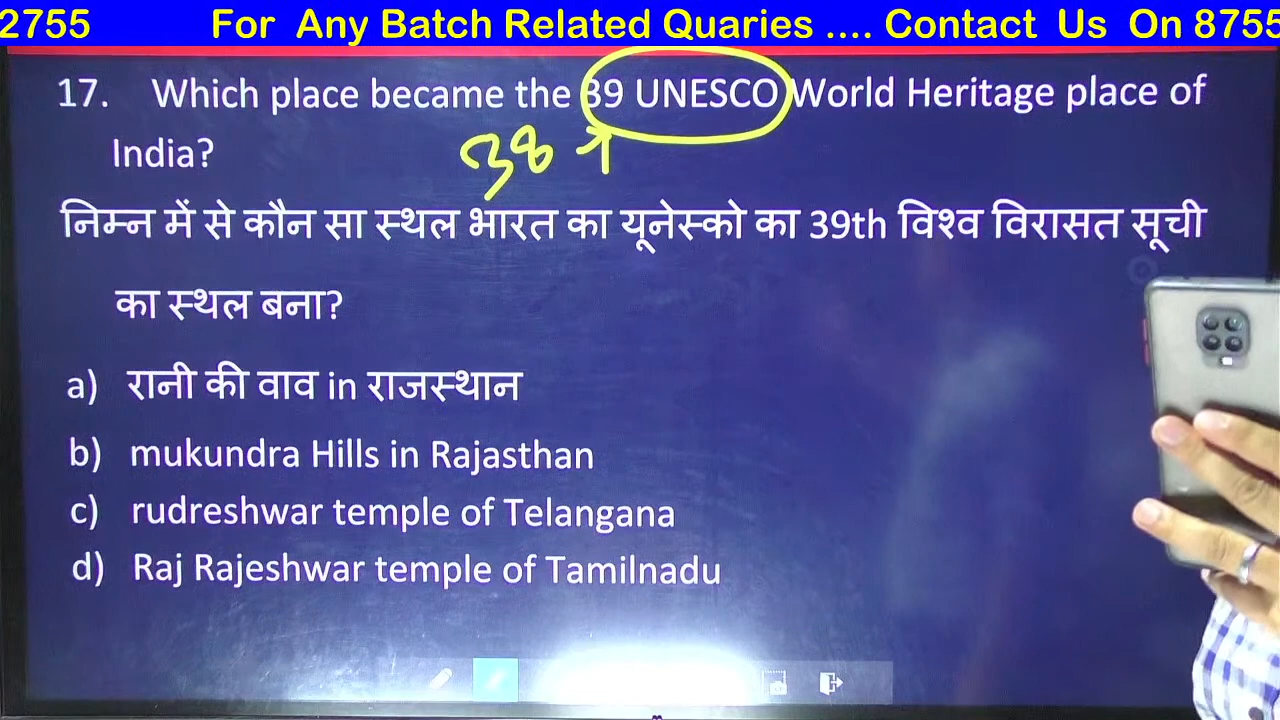 2755 For Any Batch Related Quaries .... Contact Us On 8755
17. Which place became the 39 UNESCO World Heritage place of
India?
38 +
निम्न में से कौन सा स्थल भारत का यूनेस्को का 39th विश्व विरासत सूची
का स्थल बना?
a) रानी की वाव in राजस्थान
b) mukundra Hills in Rajasthan
c) rudreshwar temple of Telangana
d) Raj Rajeshwar temple of Tamilnadu